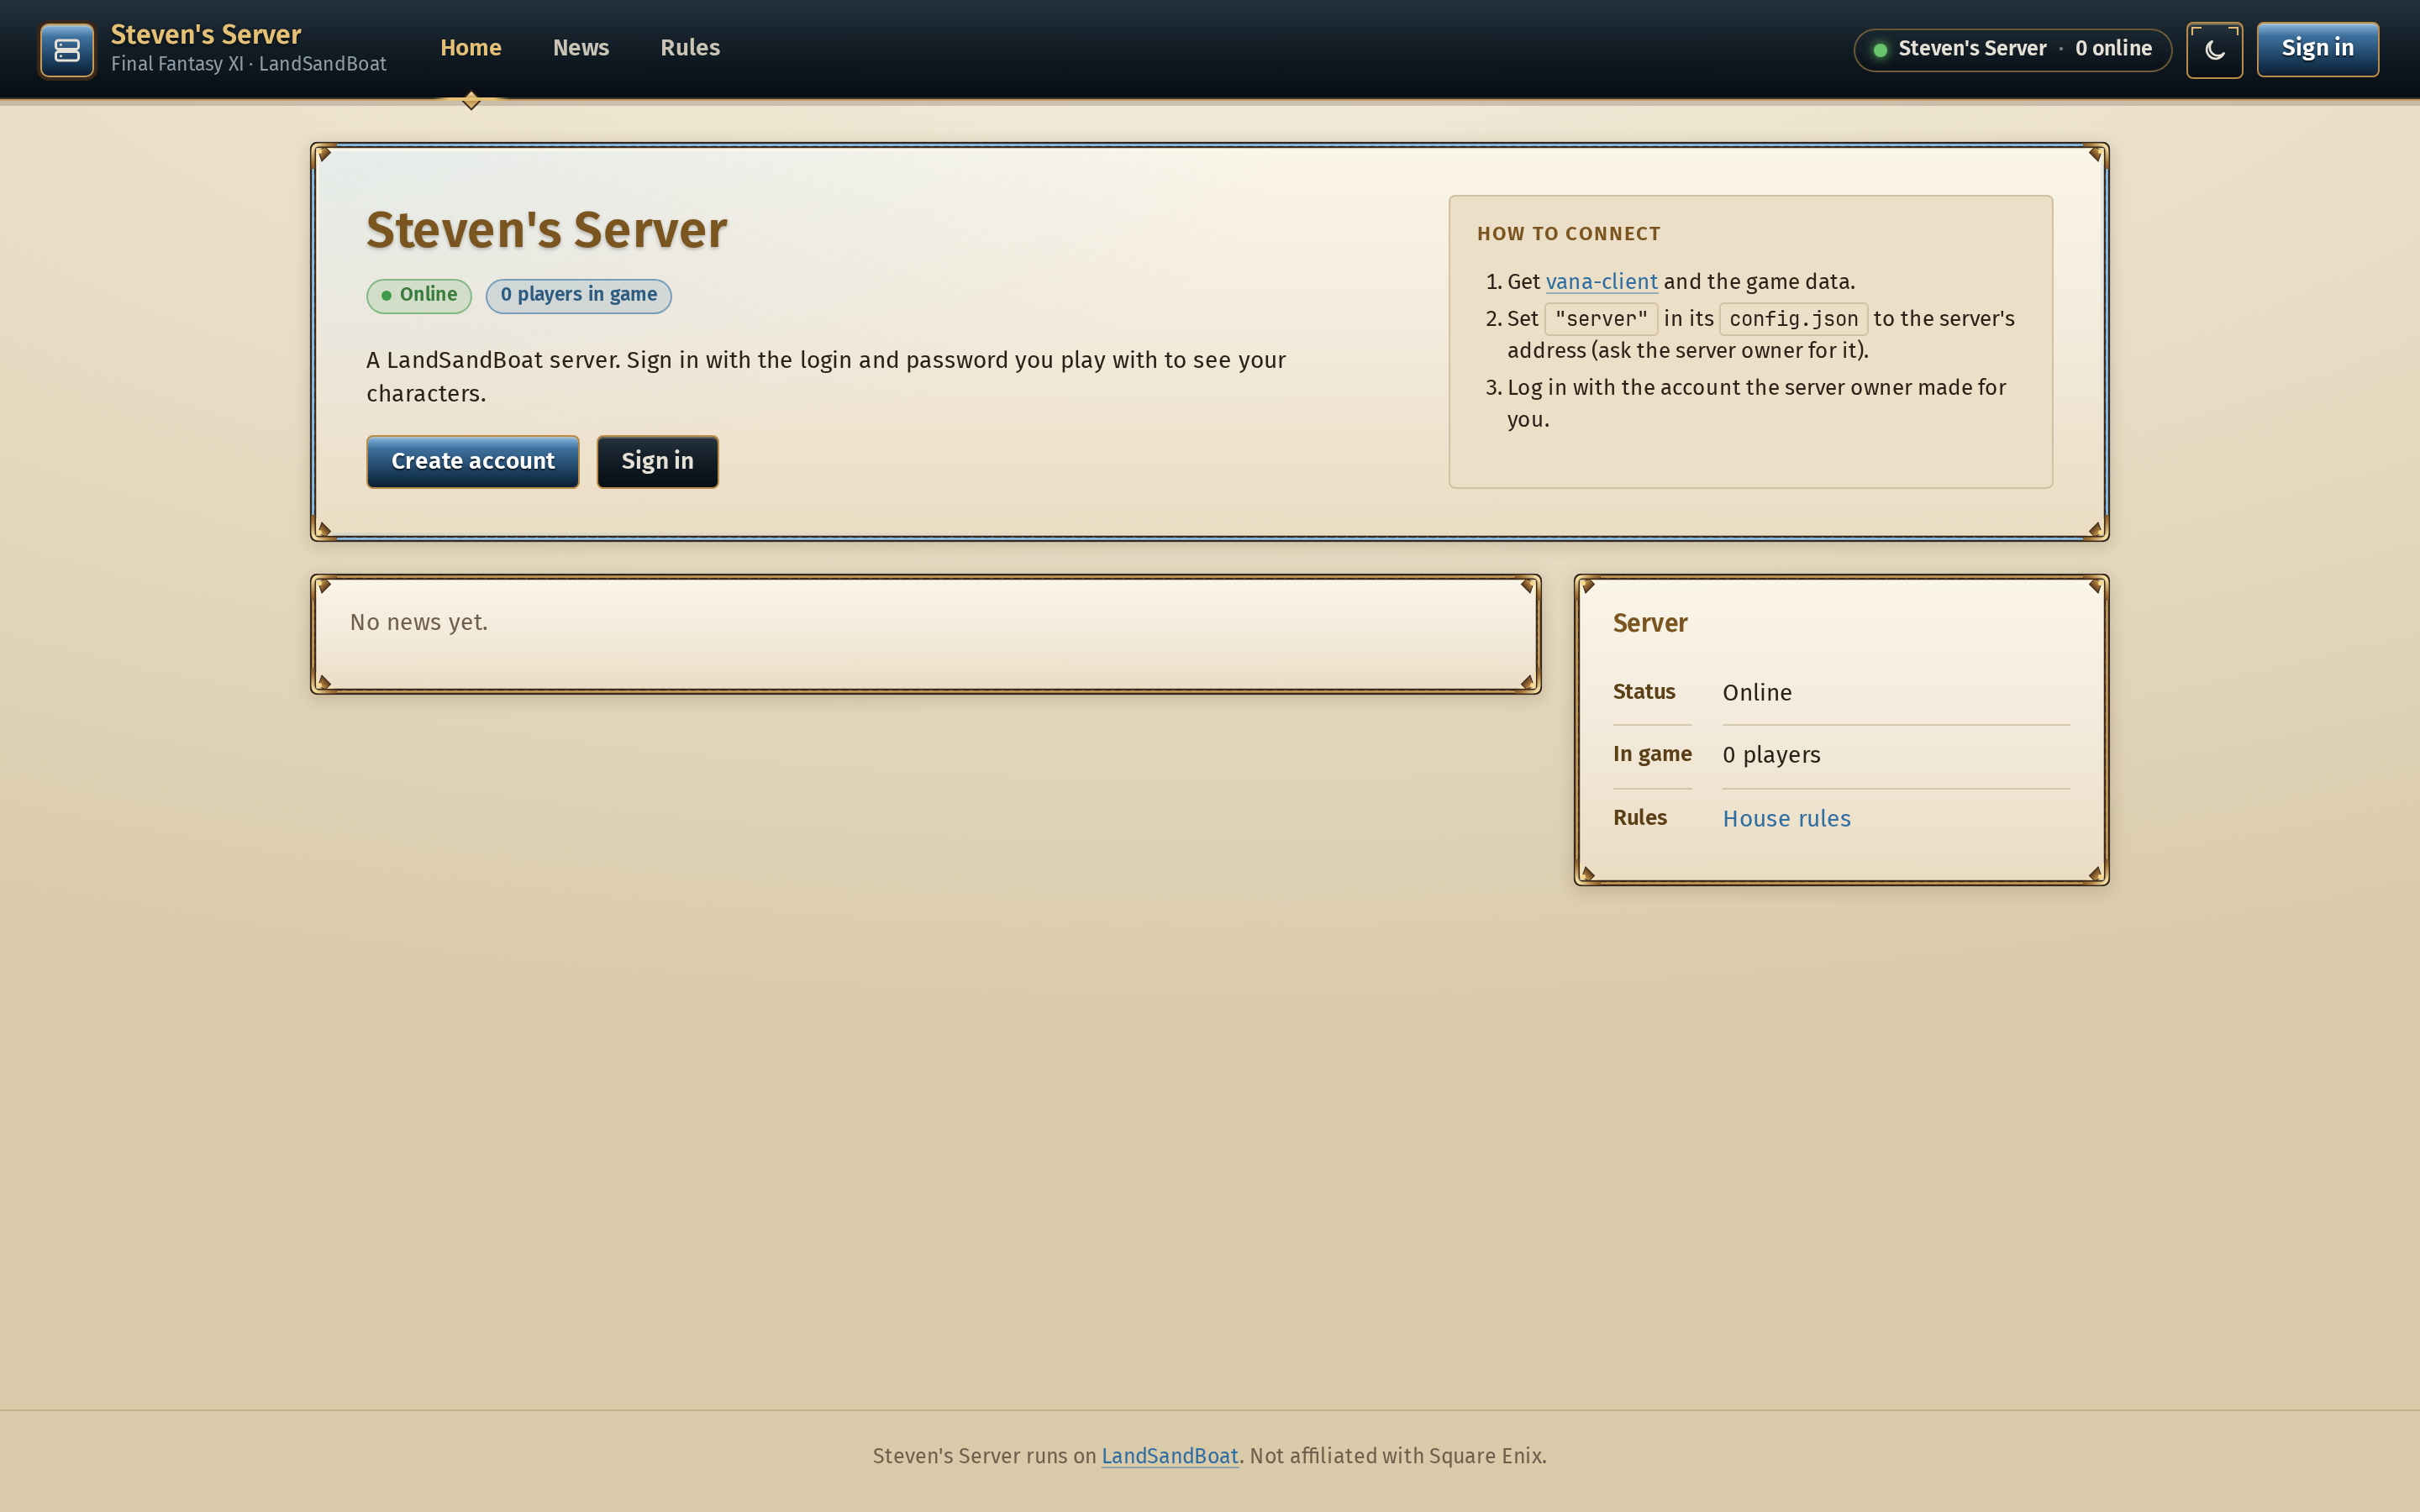 Steven's Server
Final Fantasy XI · LandSandBoat
Home
News
Rules
Steven's Server · 0 online
Sign in
Steven's Server
Online
0 players in game
A LandSandBoat server. Sign in with the login and password you play with to see your
characters.
Create account
Sign in
HOW TO CONNECT
1. Get vana-client and the game data.
2. Set "server" in its config.json to the server's
address (ask the server owner for it).
3. Log in with the account the server owner made for
you.
No news yet.
Server
Status Online
In game 0 players
Rules House rules
Steven's Server runs on LandSandBoat. Not affiliated with Square Enix.